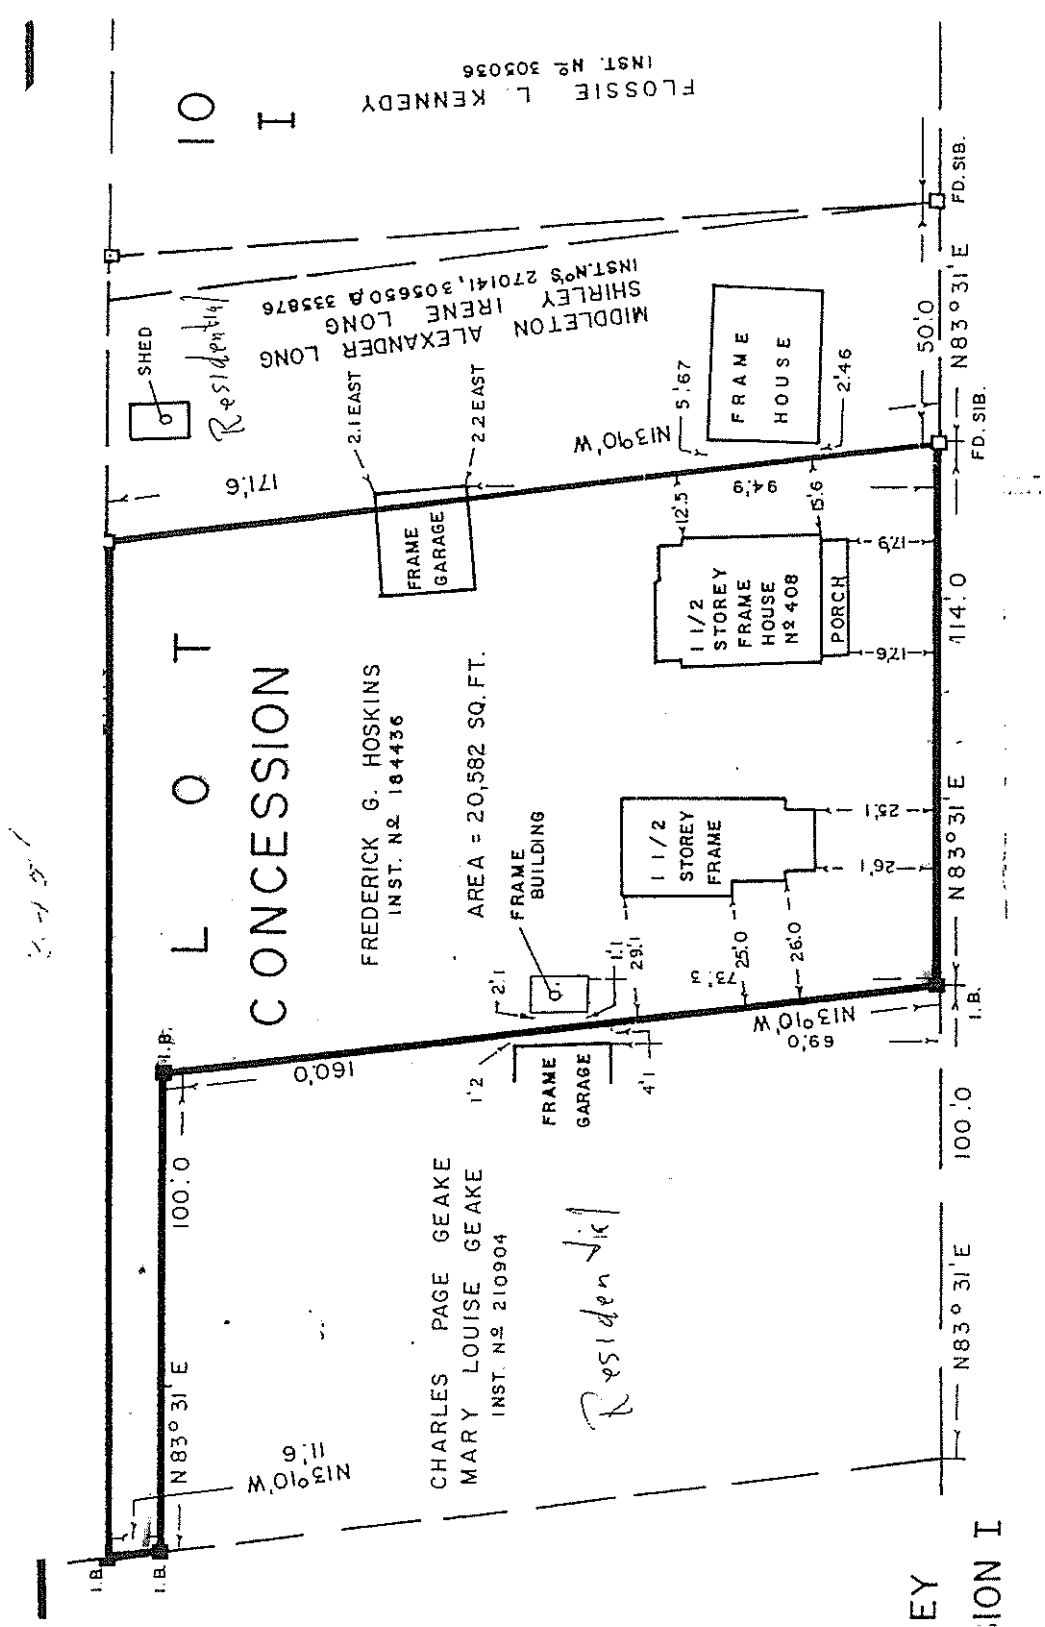 LOT 10
CONCESSION I
FREDERICK G. HOSKINS
INST. Nº 184436
AREA = 20,582 SQ. FT.
FRAME
BUILDING
FLOSSIE L. KENNEDY
INST. Nº 305036
MIDDLETON ALEXANDER LONG
SHIRLEY IRENE LONG
INST. Nº'S 270141, 305650 & 335876
SHED
Residential
2.1 EAST
2.2 EAST
FRAME
GARAGE
171'.6
N13°10'W
94'.9
5'.67
2'.46
FRAME
HOUSE
12'.5
15'.6
1 1/2
STOREY
FRAME
HOUSE
Nº 408
PORCH
17'.9
17'.6
1 1/2
STOREY
FRAME
25'.1
26'.1
29'.1
25'.0
26'.0
73'.3
2'.1
1'.1
1'.2
4'.1
FRAME
GARAGE
N13°10'W
69'.0
160'.0
I.B.
100'.0
N83°31'E
N13°10'W
11'.6
I.B.
I.B.
CHARLES PAGE GEAKE
MARY LOUISE GEAKE
INST. Nº 210904
Residential
N83°31'E
100'.0
I.B.
N83°31'E
114'.0
FD. SIB.
N83°31'E
50'.0
FD. SIB.
EY
SION I